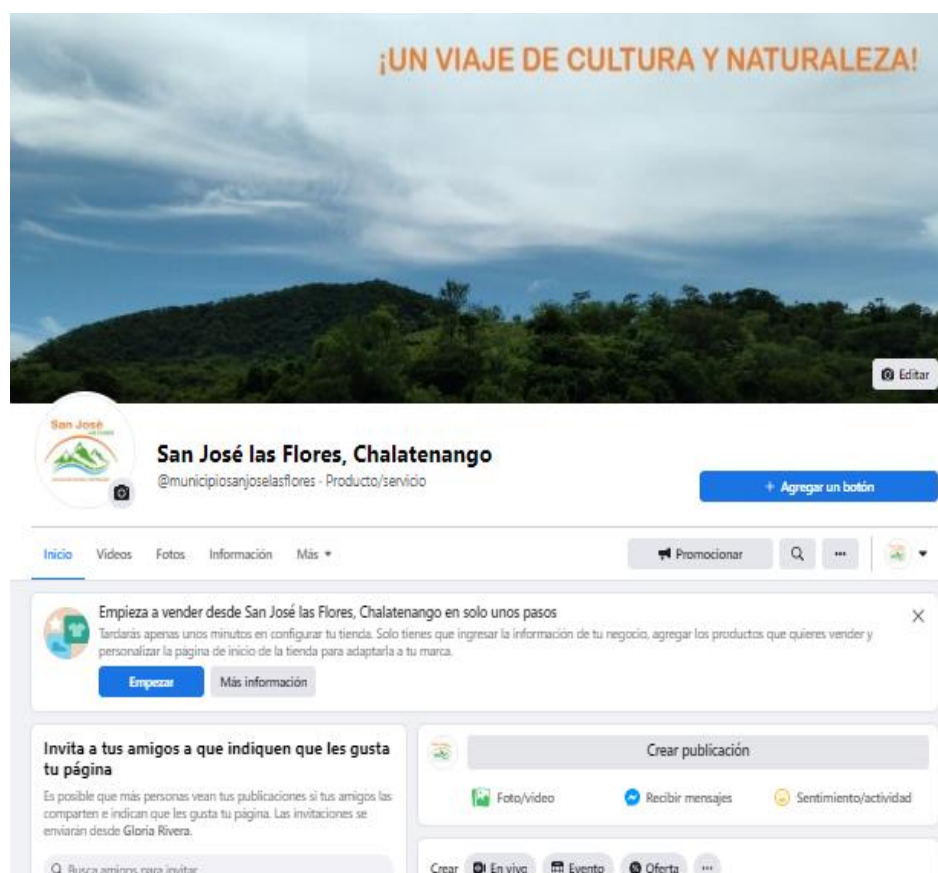 ¡UN VIAJE DE CULTURA Y NATURALEZA!
Editar
San José
San José las Flores, Chalatenango
@municipiosanjoselasflores · Producto/servicio
+ Agregar un botón
Inicio Videos Fotos Información Más
Promocionar
Empieza a vender desde San José las Flores, Chalatenango en solo unos pasos
Tardarás apenas unos minutos en configurar tu tienda. Solo tienes que ingresar la información de tu negocio, agregar los productos que quieres vender y
personalizar la página de inicio de la tienda para adaptarla a tu marca.
Empezar Más información
Invita a tus amigos a que indiquen que les gusta
tu página
Es posible que más personas vean tus publicaciones si tus amigos las
comparten e indican que les gusta tu página. Las invitaciones se
enviarán desde Gloria Rivera.
Busca amigos para invitar
Crear publicación
Foto/video Recibir mensajes Sentimiento/actividad
Crear En vivo Evento Oferta